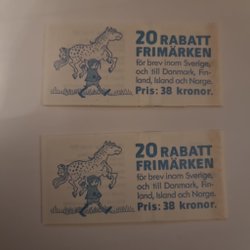 20 RABATT
FRIMÄRKEN
för brev inom Sverige,
och till Danmark, Fin-
land, Island och Norge.
Pris: 38 kronor.
20 RABATT
FRIMÄRKEN
för brev inom Sverige,
och till Danmark, Fin-
land, Island och Norge.
Pris: 38 kronor.